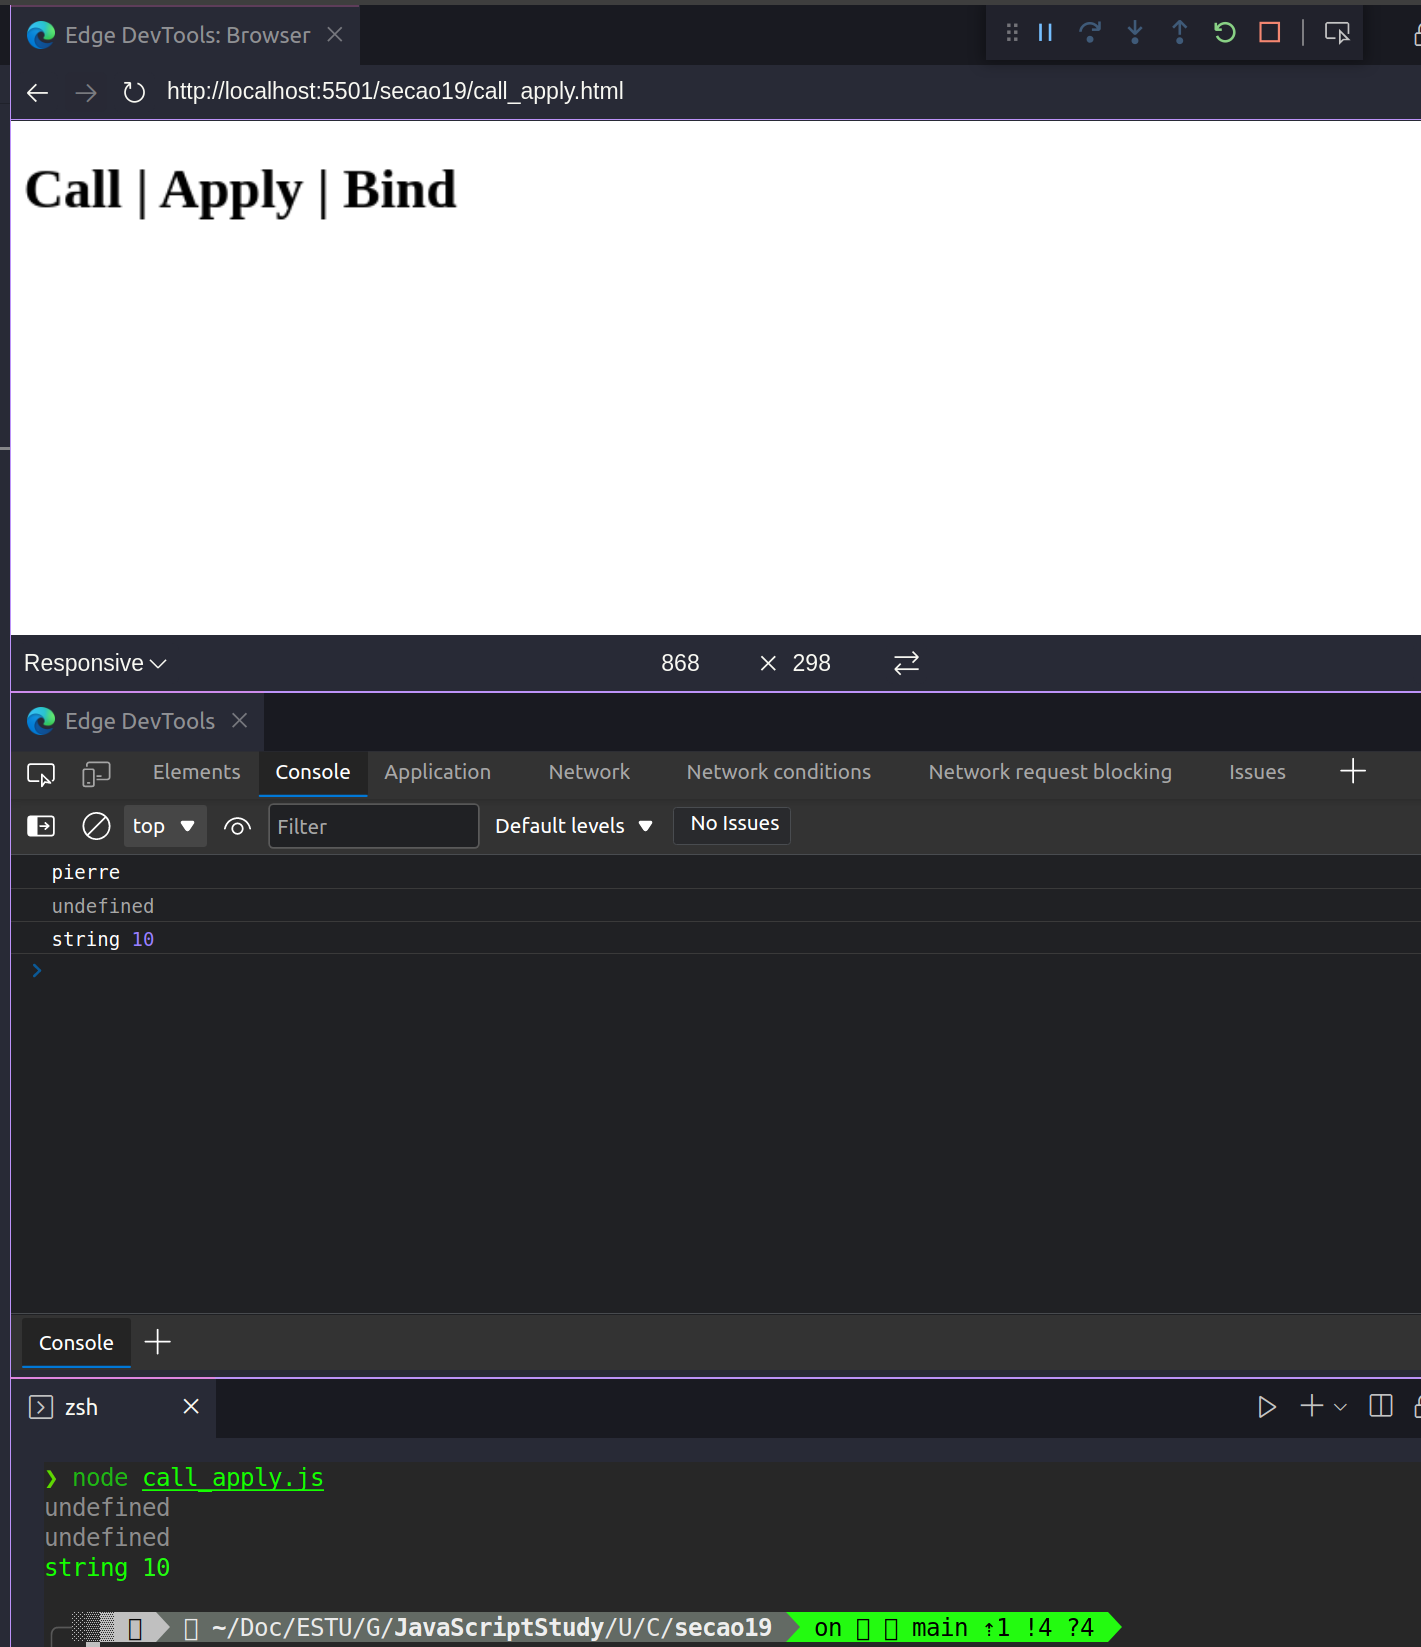 Edge DevTools: Browser
http://localhost:5501/secao19/call_apply.html
Call | Apply | Bind
Responsive 868 × 298
Edge DevTools
Elements Console Application Network Network conditions Network request blocking Issues
top Filter Default levels No Issues
pierre
undefined
string 10
Console
zsh
❯ node call_apply.js
undefined
undefined
string 10
~/Doc/ESTU/G/JavaScriptStudy/U/C/secao19 on main ⇡1 !4 ?4